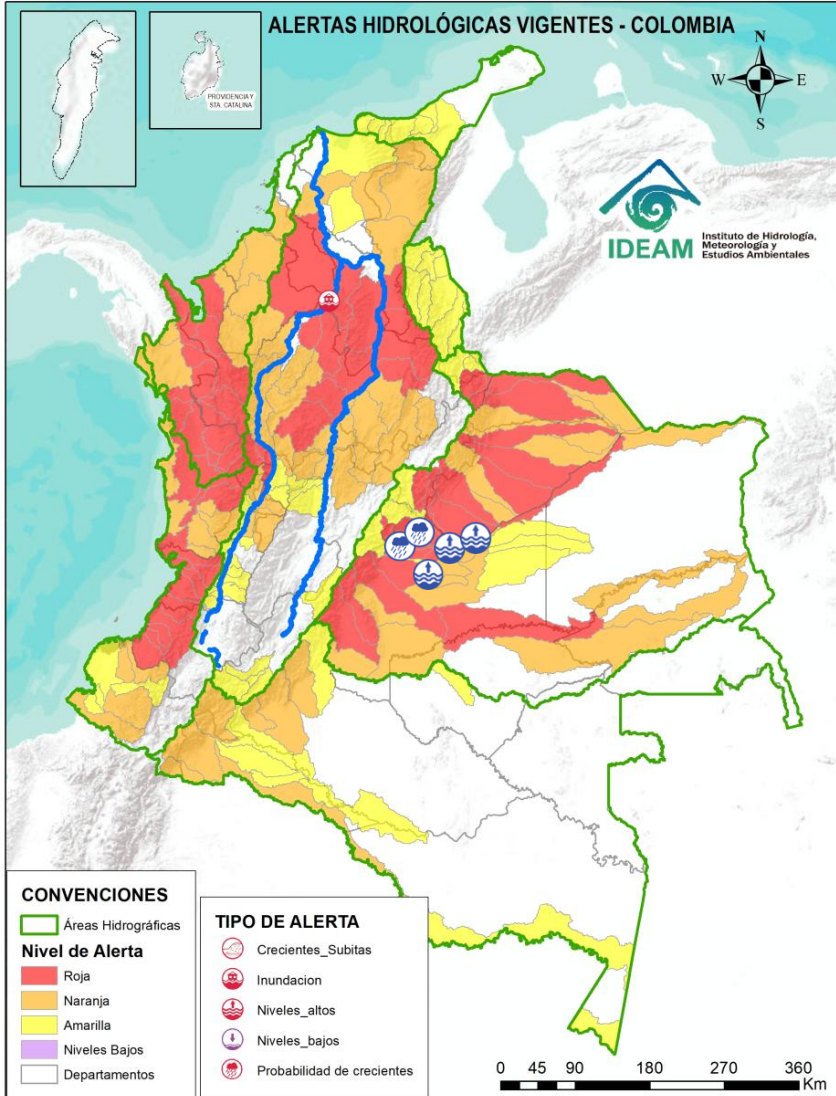 ALERTAS HIDROLÓGICAS VIGENTES - COLOMBIA
PROVIDENCIA Y
STA. CATALINA
N
W
E
S
IDEAM
Instituto de Hidrología,
Meteorología y
Estudios Ambientales
CONVENCIONES
Áreas Hidrográficas
Nivel de Alerta
Roja
Naranja
Amarilla
Niveles Bajos
Departamentos
TIPO DE ALERTA
Crecientes_Subitas
Inundacion
Niveles_altos
Niveles_bajos
Probabilidad de crecientes
0 45 90 180 270 360
Km